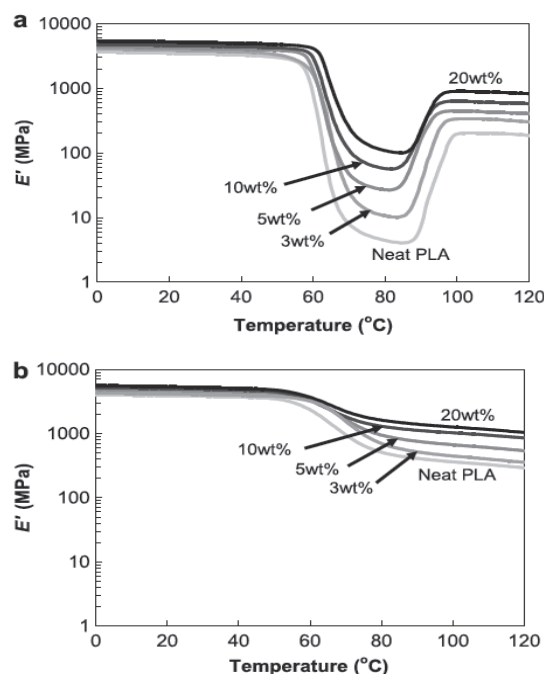 a
10000
1000
100
10
1
E' (MPa)
20wt%
10wt%
5wt%
3wt%
Neat PLA
0 20 40 60 80 100 120
Temperature (°C)
b
10000
1000
100
10
1
E' (MPa)
20wt%
10wt%
5wt%
Neat PLA
3wt%
0 20 40 60 80 100 120
Temperature (°C)